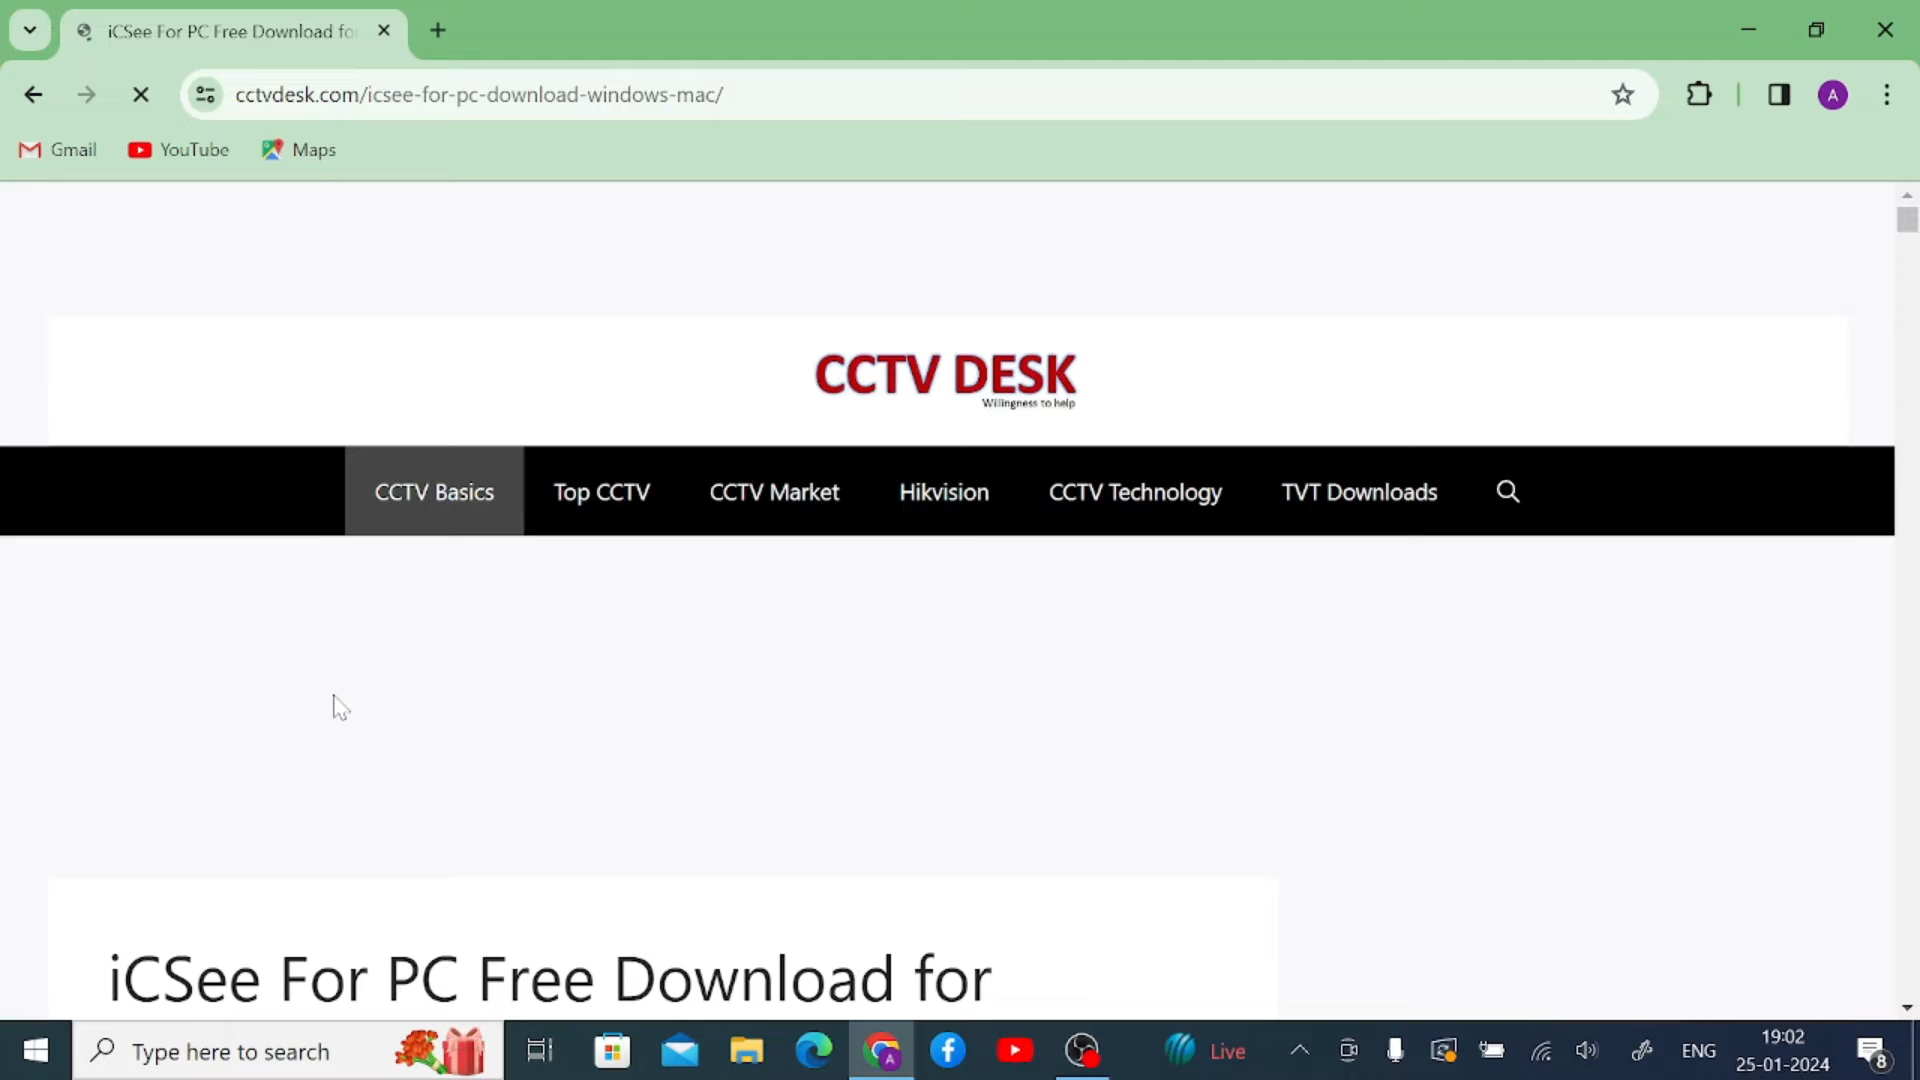 iCSee For PC Free Download fo
cctvdesk.com/icsee-for-pc-download-windows-mac/
A
Gmail
YouTube
Maps
CCTV DESK
Willingness to help
CCTV Basics
Top CCTV
CCTV Market
Hikvision
CCTV Technology
TVT Downloads
iCSee For PC Free Download for
Type here to search
A
Live
ENG
19:02
25-01-2024
8